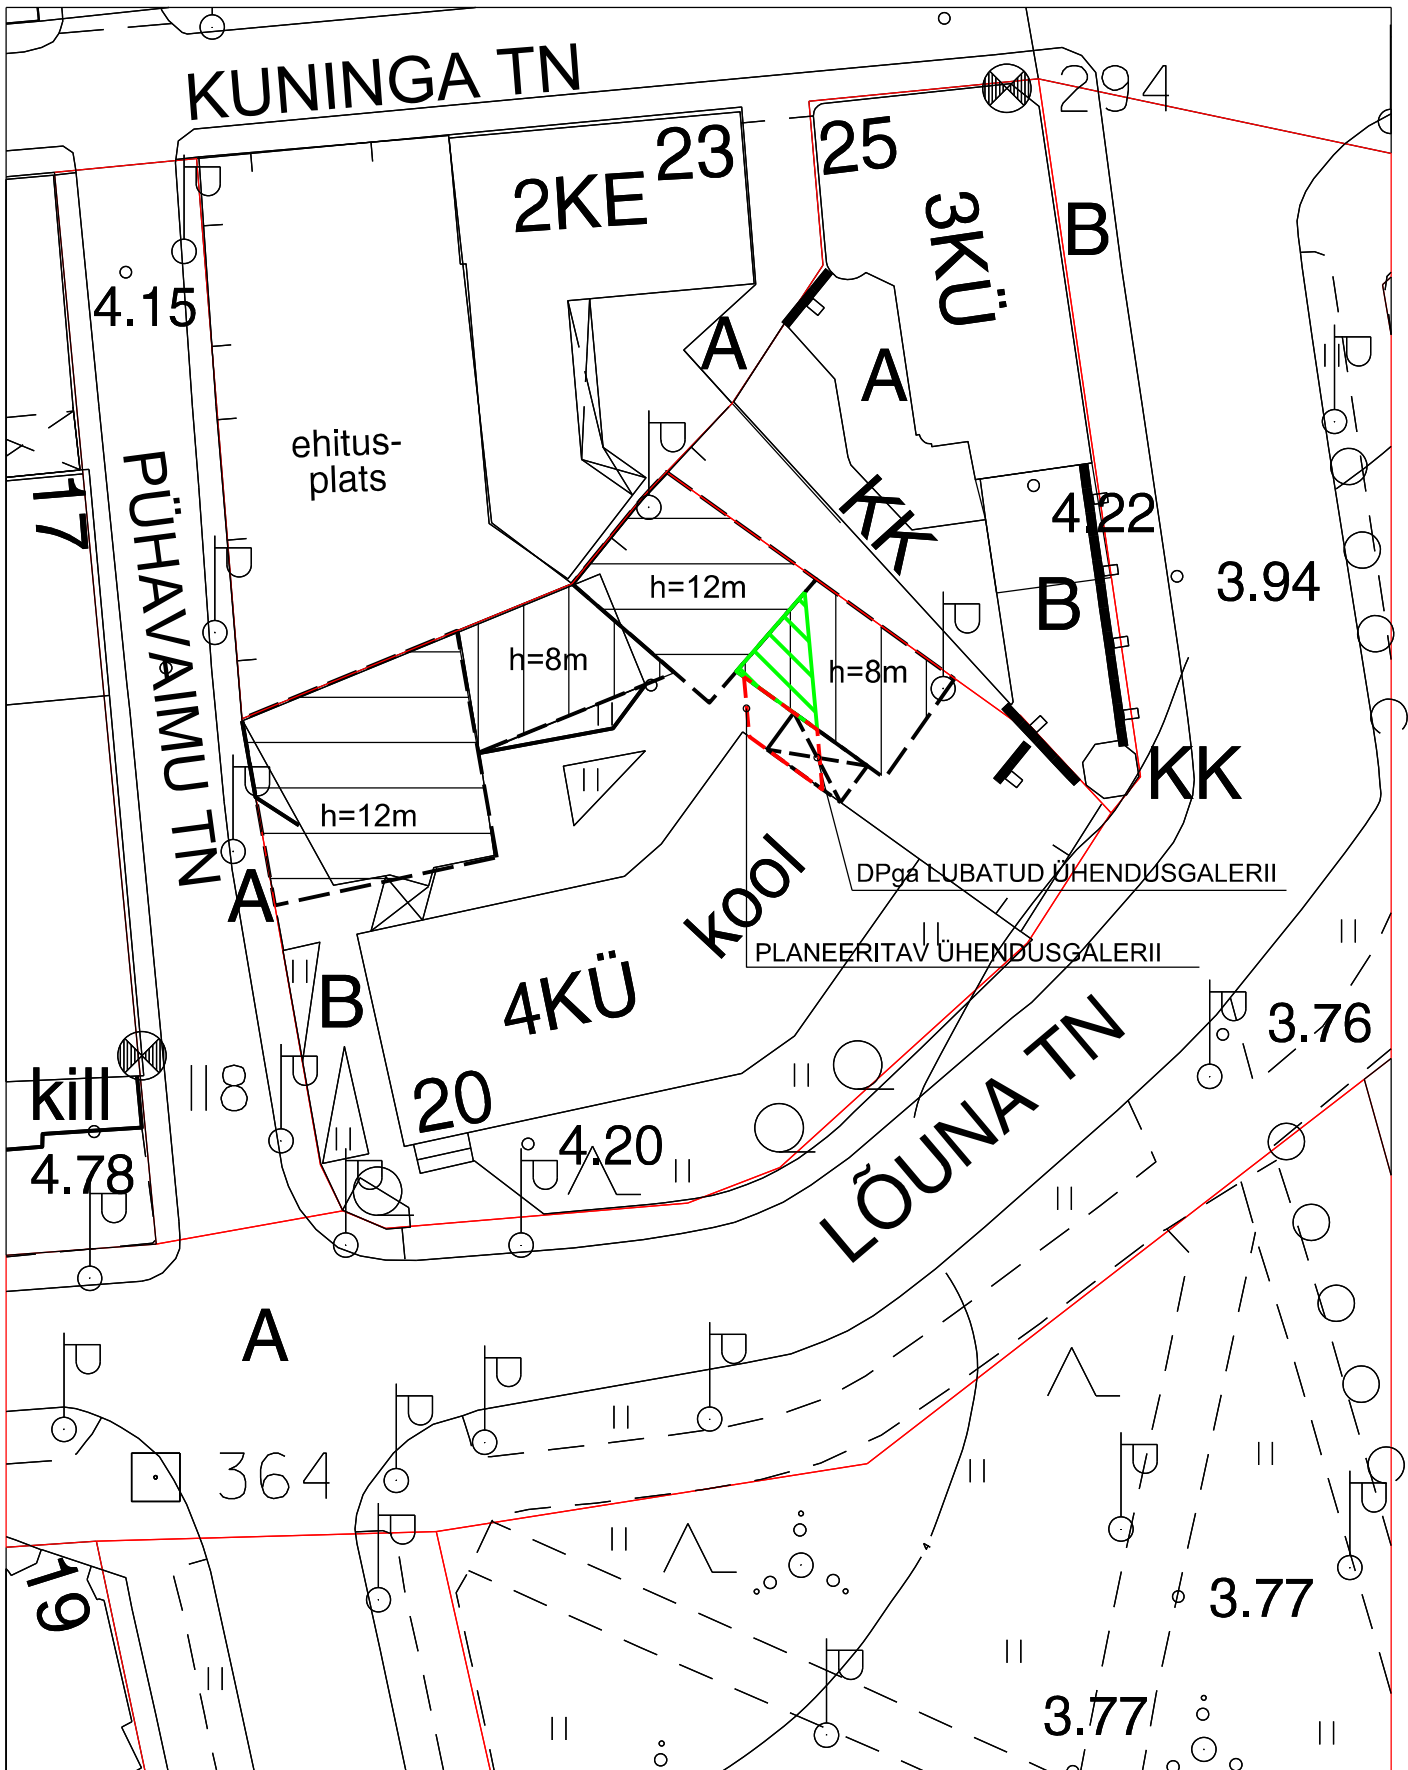 KUNINGA TN
294
23
25
2KE
3KÜ
B
4.15
A
A
ehitus-
plats
17
PÜHAVAIMU TN
KK
4.22
3.94
h=12m
B
h=8m
h=8m
KK
h=12m
DPga LUBATUD ÜHENDUSGALERII
kool
A
PLANEERITAV ÜHENDUSGALERII
4KÜ
B
3.76
LÕUNA TN
kill
118
20
4.20
4.78
A
364
19
4
3.77
3.77